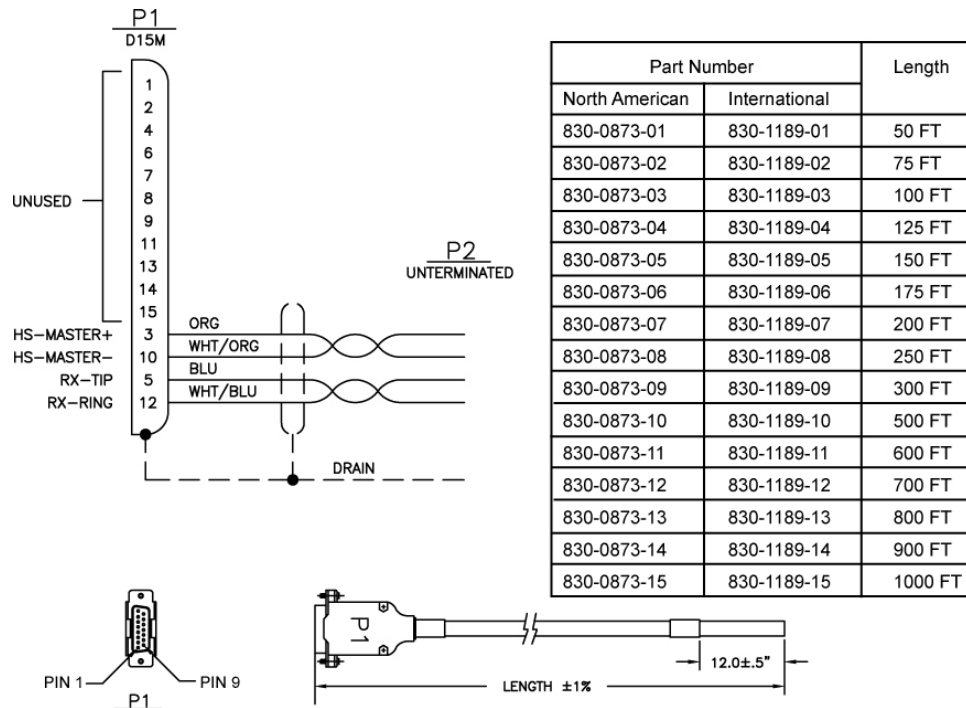 P1
D15M
1
2
4
6
7
8
9
11
13
14
15
3
10
5
12
UNUSED
HS-MASTER+
HS-MASTER-
RX-TIP
RX-RING
ORG
WHT/ORG
BLU
WHT/BLU
DRAIN
P2
UNTERMINATED
Part Number Length
North American International
830-0873-01 830-1189-01 50 FT
830-0873-02 830-1189-02 75 FT
830-0873-03 830-1189-03 100 FT
830-0873-04 830-1189-04 125 FT
830-0873-05 830-1189-05 150 FT
830-0873-06 830-1189-06 175 FT
830-0873-07 830-1189-07 200 FT
830-0873-08 830-1189-08 250 FT
830-0873-09 830-1189-09 300 FT
830-0873-10 830-1189-10 500 FT
830-0873-11 830-1189-11 600 FT
830-0873-12 830-1189-12 700 FT
830-0873-13 830-1189-13 800 FT
830-0873-14 830-1189-14 900 FT
830-0873-15 830-1189-15 1000 FT
PIN 1
PIN 9
P1
P1
12.0±.5"
LENGTH ±1%